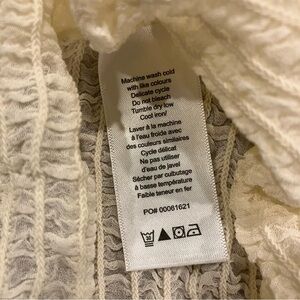 Machine wash cold
with like colours
Delicate cycle
Do not bleach
Tumble dry low
Cool iron/
Laver à la machine
à l'eau froide avec
des couleurs similaires
Cycle délicat
Ne pas utiliser
d'eau de javel
Sécher par culbutage
à basse température
Faible teneur en fer
PO# 00061621